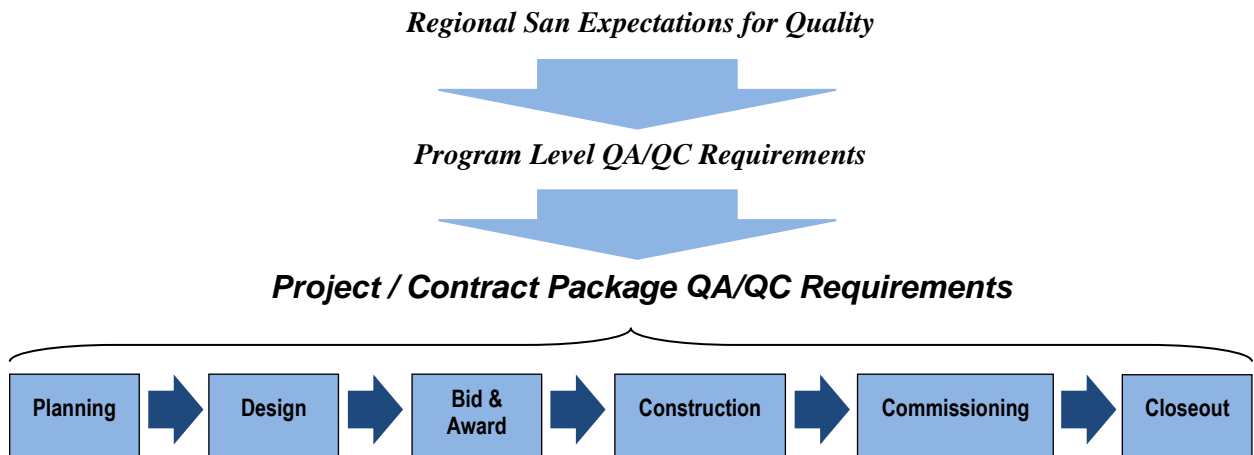 Regional San Expectations for Quality
Program Level QA/QC Requirements
Project / Contract Package QA/QC Requirements
Planning
Design
Bid &
Award
Construction
Commissioning
Closeout